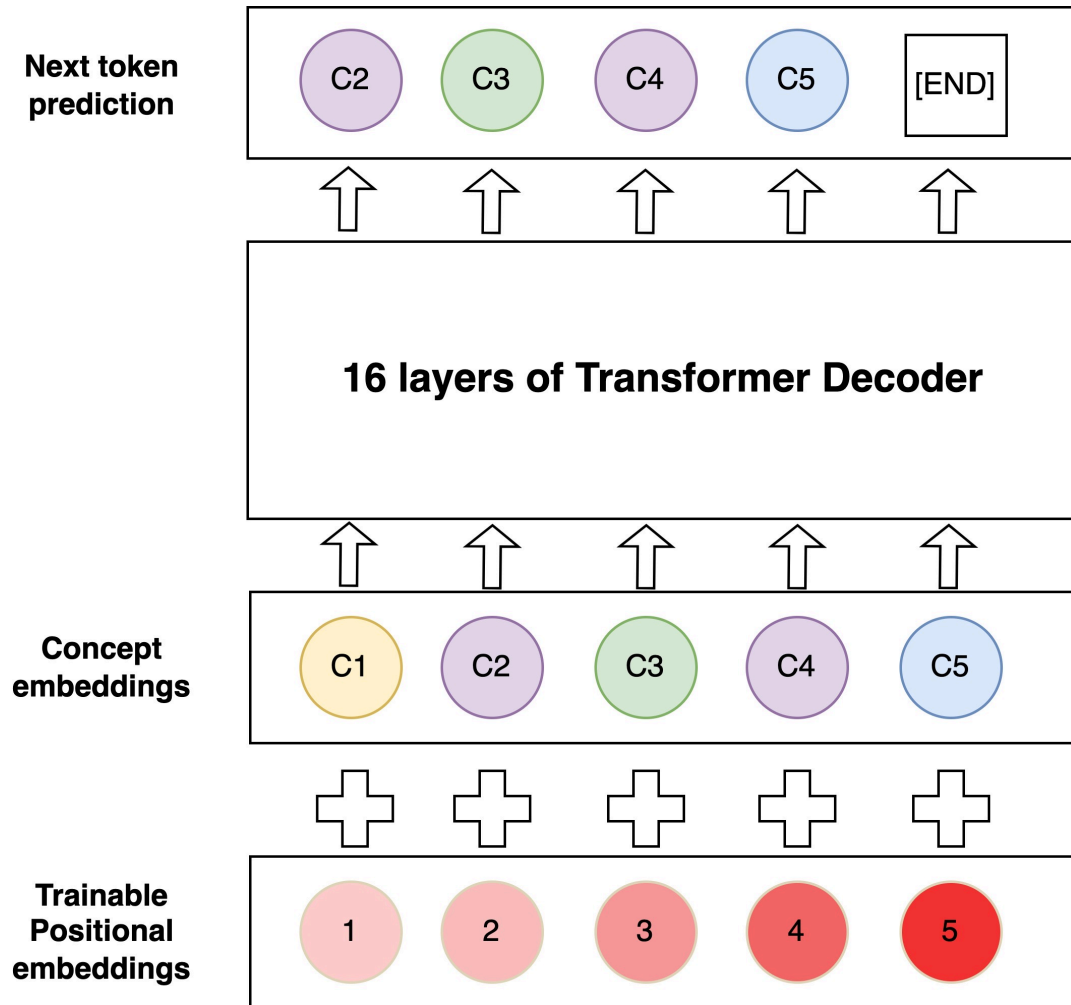 Next token
prediction
C2 C3 C4 C5 [END]
16 layers of Transformer Decoder
Concept
embeddings
C1 C2 C3 C4 C5
Trainable
Positional
embeddings
1 2 3 4 5